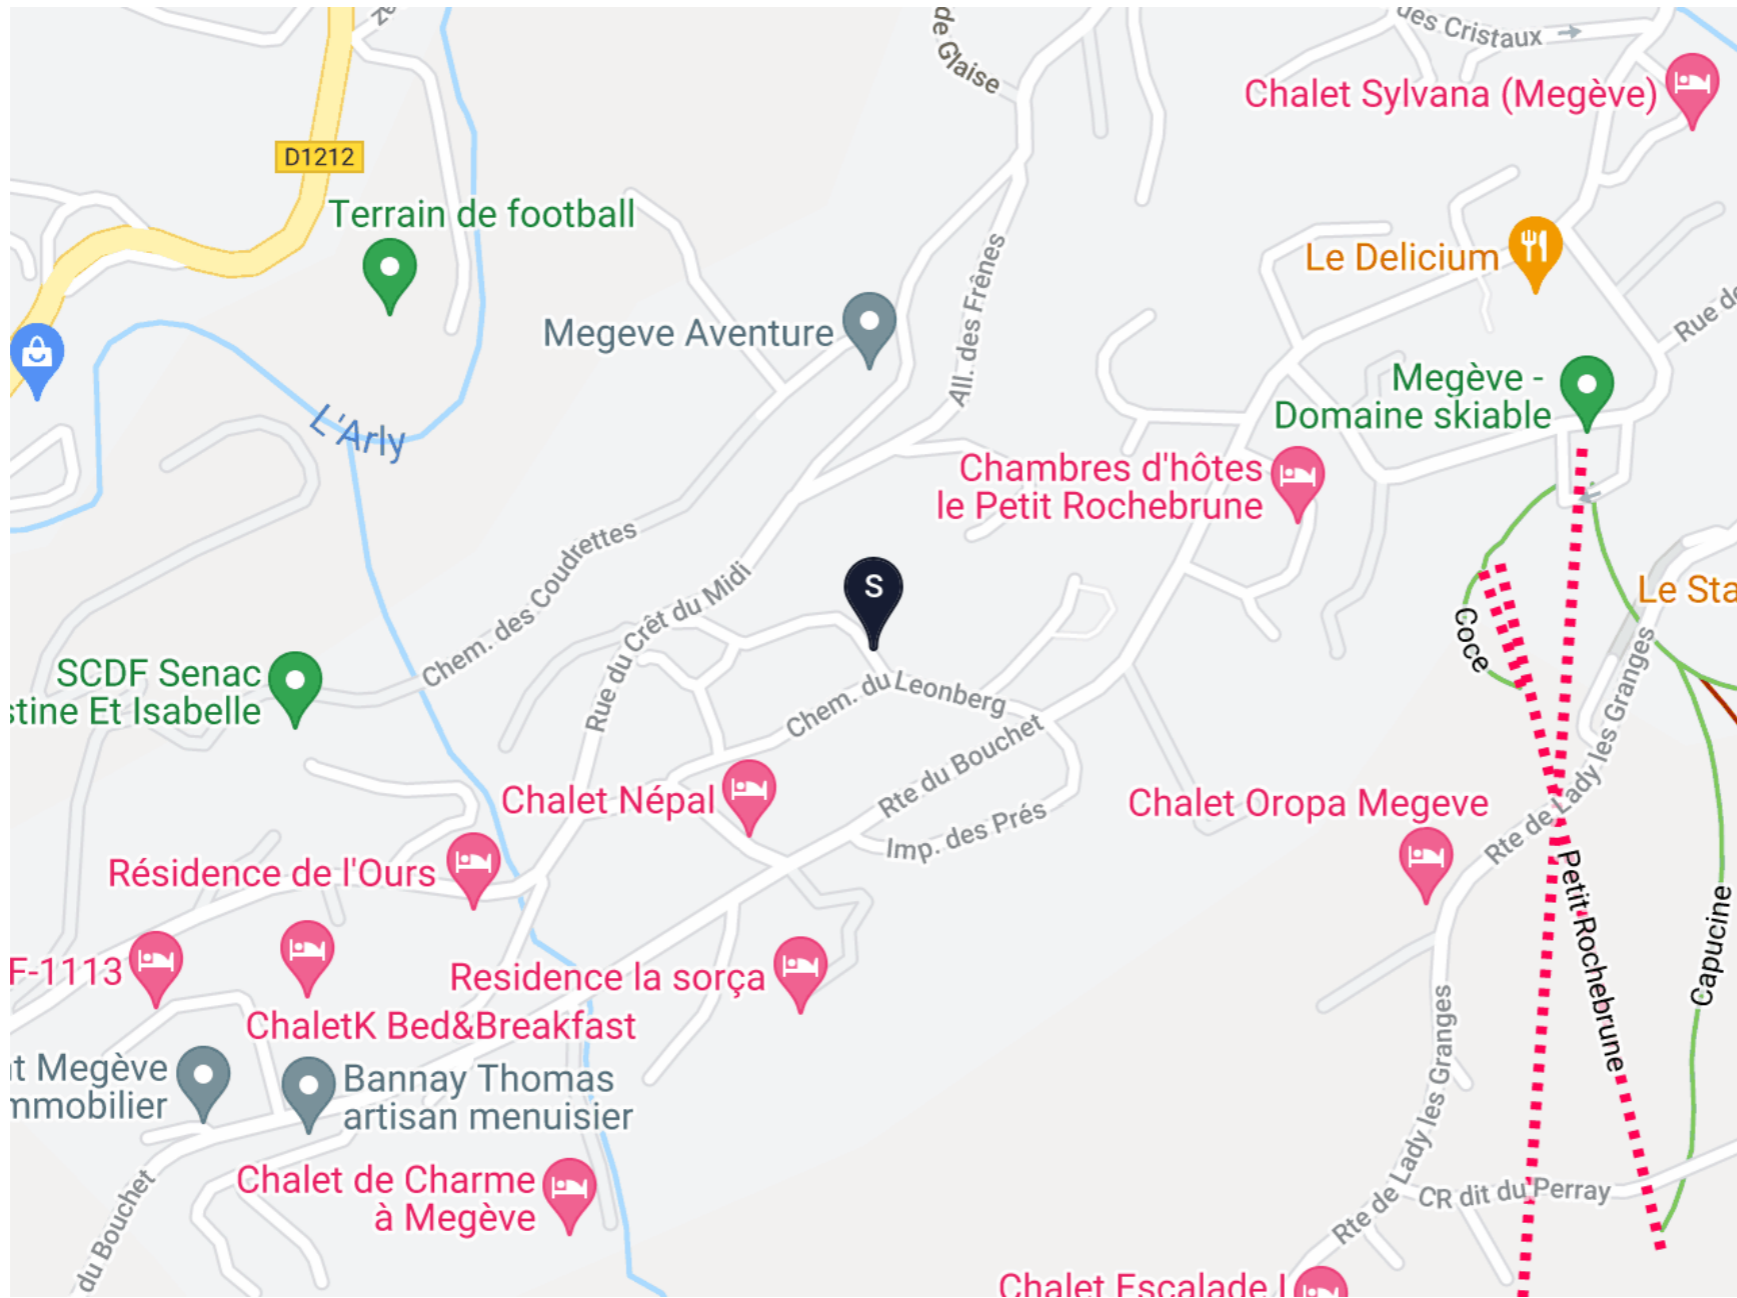 de Glaise
des Cristaux
Chalet Sylvana (Megève)
D1212
Terrain de football
Le Delicium
All. des Frênes
Megeve Aventure
Rue de
Megève -
Domaine skiable
L'Arly
Chambres d'hôtes
le Petit Rochebrune
Chem. des Coudrettes
Rue du Crêt du Midi
S
Le Sta
Coce
SCDF Senac
stine Et Isabelle
Chem. du Leonberg
Rte de Lady les Granges
Rte du Bouchet
Chalet Népal
Chalet Oropa Megeve
Imp. des Prés
Résidence de l'Ours
Petit Rochebrune
Capucine
F-1113
Residence la sorça
ChaletK Bed&Breakfast
Rte de Lady les Granges
t Megève
mmobilier
Bannay Thomas
artisan menuisier
Chalet de Charme
à Megève
CR dit du Perray
du Bouchet
Chalet Escalade